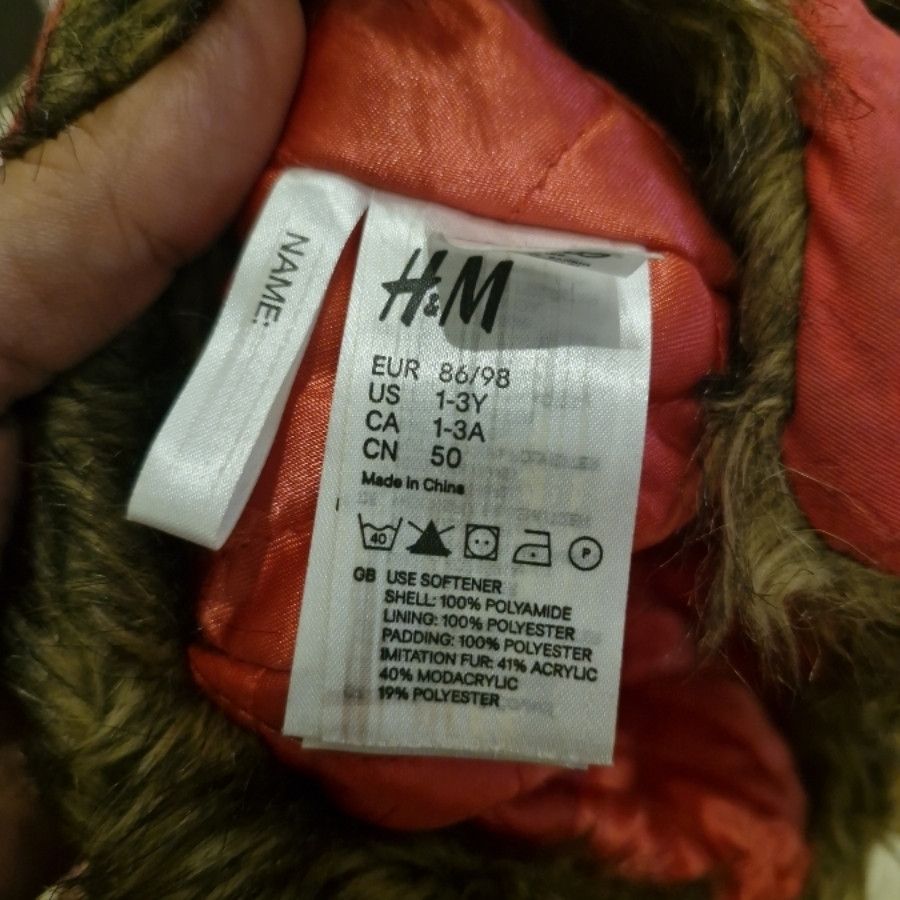 NAME:
H&M
EUR 86/98
US 1-3Y
CA 1-3A
CN 50
Made in China
40
P
GB USE SOFTENER
SHELL: 100% POLYAMIDE
LINING: 100% POLYESTER
PADDING: 100% POLYESTER
IMITATION FUR: 41% ACRYLIC
40% MODACRYLIC
19% POLYESTER